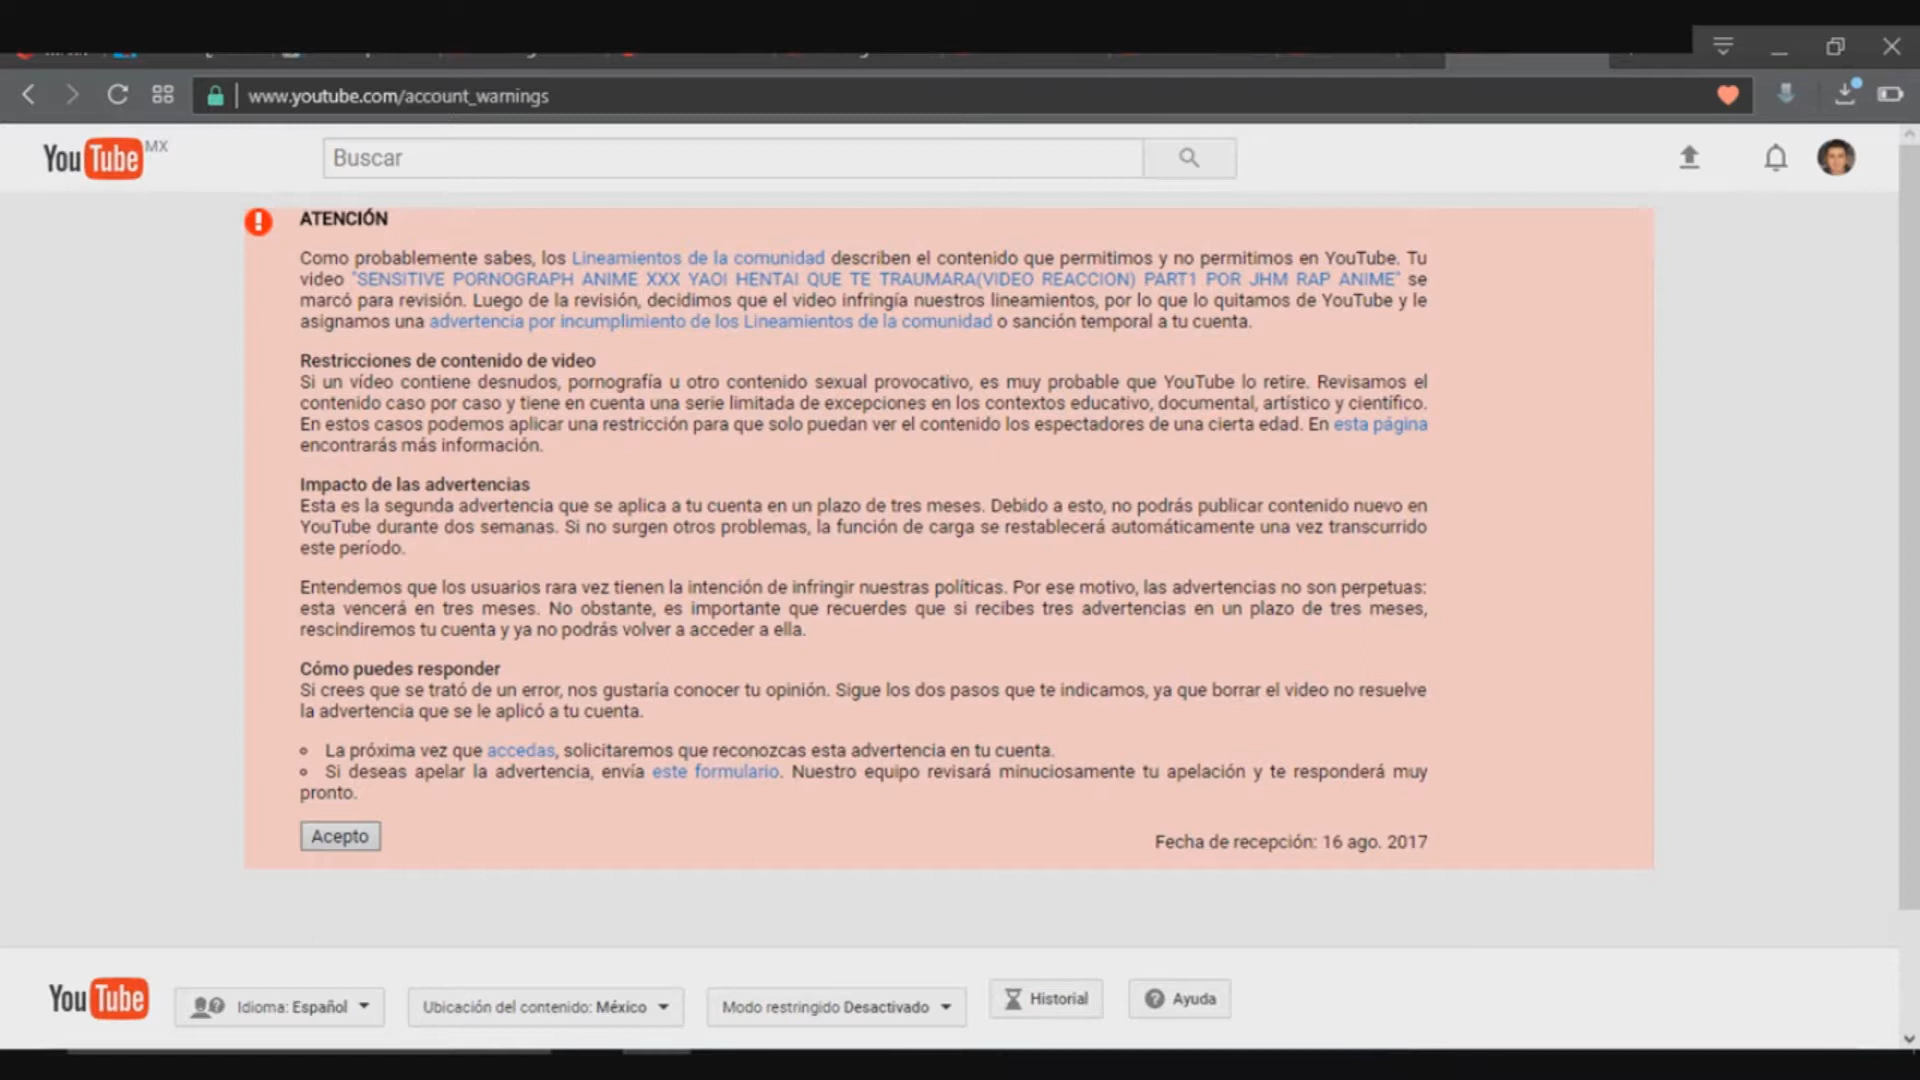 www.youtube.com/account_warnings
YouTube MX
Buscar
ATENCIÓN
Como probablemente sabes, los Lineamientos de la comunidad describen el contenido que permitimos y no permitimos en YouTube. Tu
video "SENSITIVE PORNOGRAPH ANIME XXX YAOI HENTAI QUE TE TRAUMARA(VIDEO REACCION) PART1 POR JHM RAP ANIME" se
marcó para revisión. Luego de la revisión, decidimos que el video infringía nuestros lineamientos, por lo que lo quitamos de YouTube y le
asignamos una advertencia por incumplimiento de los Lineamientos de la comunidad o sanción temporal a tu cuenta.
Restricciones de contenido de video
Si un vídeo contiene desnudos, pornografía u otro contenido sexual provocativo, es muy probable que YouTube lo retire. Revisamos el
contenido caso por caso y tiene en cuenta una serie limitada de excepciones en los contextos educativo, documental, artístico y científico.
En estos casos podemos aplicar una restricción para que solo puedan ver el contenido los espectadores de una cierta edad. En esta página
encontrarás más información.
Impacto de las advertencias
Esta es la segunda advertencia que se aplica a tu cuenta en un plazo de tres meses. Debido a esto, no podrás publicar contenido nuevo en
YouTube durante dos semanas. Si no surgen otros problemas, la función de carga se restablecerá automáticamente una vez transcurrido
este período.
Entendemos que los usuarios rara vez tienen la intención de infringir nuestras políticas. Por ese motivo, las advertencias no son perpetuas:
esta vencerá en tres meses. No obstante, es importante que recuerdes que si recibes tres advertencias en un plazo de tres meses,
rescindiremos tu cuenta y ya no podrás volver a acceder a ella.
Cómo puedes responder
Si crees que se trató de un error, nos gustaría conocer tu opinión. Sigue los dos pasos que te indicamos, ya que borrar el video no resuelve
la advertencia que se le aplicó a tu cuenta.
La próxima vez que accedas, solicitaremos que reconozcas esta advertencia en tu cuenta.
Si deseas apelar la advertencia, envía este formulario. Nuestro equipo revisará minuciosamente tu apelación y te responderá muy
pronto.
Acepto
Fecha de recepción: 16 ago. 2017
YouTube
Idioma: Español
Ubicación del contenido: México
Modo restringido Desactivado
Historial
Ayuda